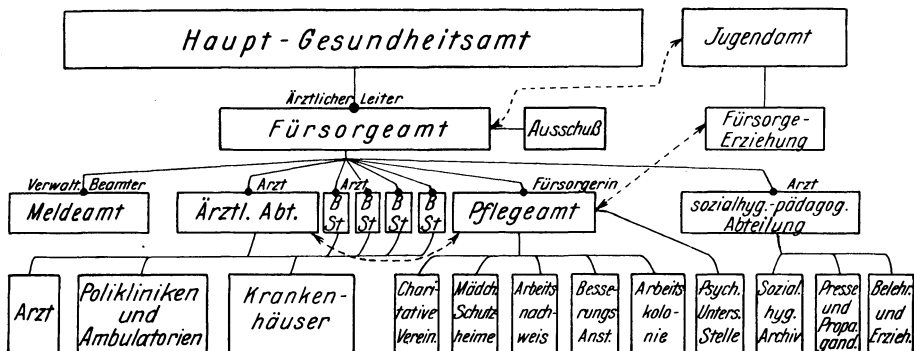 Haupt-Gesundheitsamt
Jugendamt
Ärztlicher Leiter
Fürsorgeamt
Ausschuß
Fürsorge-
Erziehung
Verwalt. Beamter
Arzt
Arzt
Fürsorgerin
Arzt
Meldeamt
Ärztl. Abt.
B
St
B
St
B
St
B
St
Pflegeamt
sozialhyg.-pädagog.
Abteilung
Arzt
Polikliniken
und
Ambulatorien
Kranken-
häuser
Chari-
tative
Verein.
Mädch.
Schutz-
heime
Arbeits
nach-
weis
Besse-
rungs
Anst.
Arbeits
kolo-
nie
Psych.
Unters.
Stelle
Sozial.
hyg.
Archiv
Presse
und
Propa.
gand.
Belehr.
und
Erzieh.